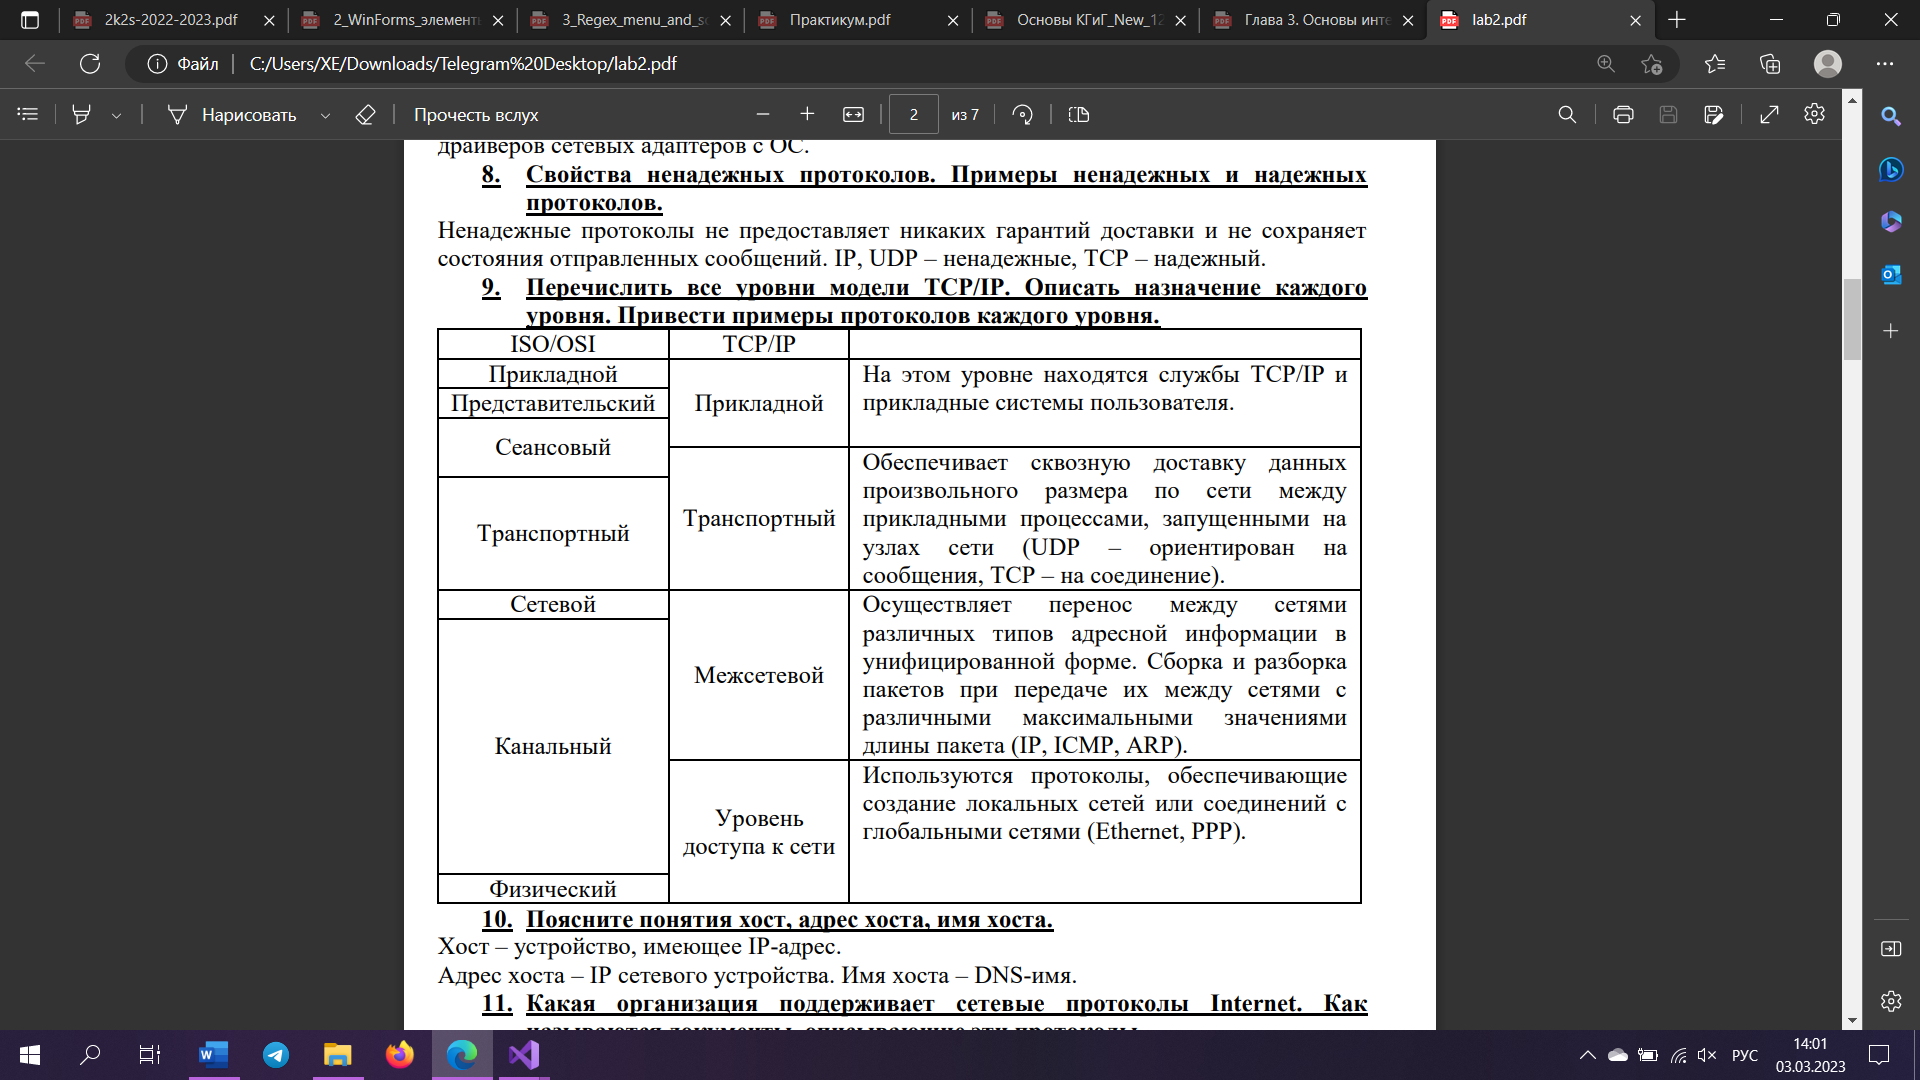 2k2s-2022-2023.pdf
2_WinForms_элементы
3_Regex_menu_and_sc
Практикум.pdf
Основы КГиГ_New_12
Глава 3. Основы инте
lab2.pdf
Файл
C:/Users/XE/Downloads/Telegram%20Desktop/lab2.pdf
Нарисовать
Прочесть вслух
2
из 7
драйверов сетевых адаптеров с ОС.
8. Свойства ненадежных протоколов. Примеры ненадежных и надежных
протоколов.
Ненадежные протоколы не предоставляет никаких гарантий доставки и не сохраняет
состояния отправленных сообщений. IP, UDP – ненадежные, TCP – надежный.
9. Перечислить все уровни модели TCP/IP. Описать назначение каждого
уровня. Привести примеры протоколов каждого уровня.
ISO/OSI
TCP/IP
Прикладной
Представительский
Сеансовый
Транспортный
Сетевой
Канальный
Физический
Прикладной
На этом уровне находятся службы TCP/IP и
прикладные системы пользователя.
Транспортный
Обеспечивает сквозную доставку данных
произвольного размера по сети между
прикладными процессами, запущенными на
узлах сети (UDP – ориентирован на
сообщения, TCP – на соединение).
Межсетевой
Осуществляет перенос между сетями
различных типов адресной информации в
унифицированной форме. Сборка и разборка
пакетов при передаче их между сетями с
различными максимальными значениями
длины пакета (IP, ICMP, ARP).
Уровень
доступа к сети
Используются протоколы, обеспечивающие
создание локальных сетей или соединений с
глобальными сетями (Ethernet, PPP).
10. Поясните понятия хост, адрес хоста, имя хоста.
Хост – устройство, имеющее IP-адрес.
Адрес хоста – IP сетевого устройства. Имя хоста – DNS-имя.
11. Какая организация поддерживает сетевые протоколы Internet. Как
называются документы, описывающие эти протоколы.
РУС
14:01
03.03.2023